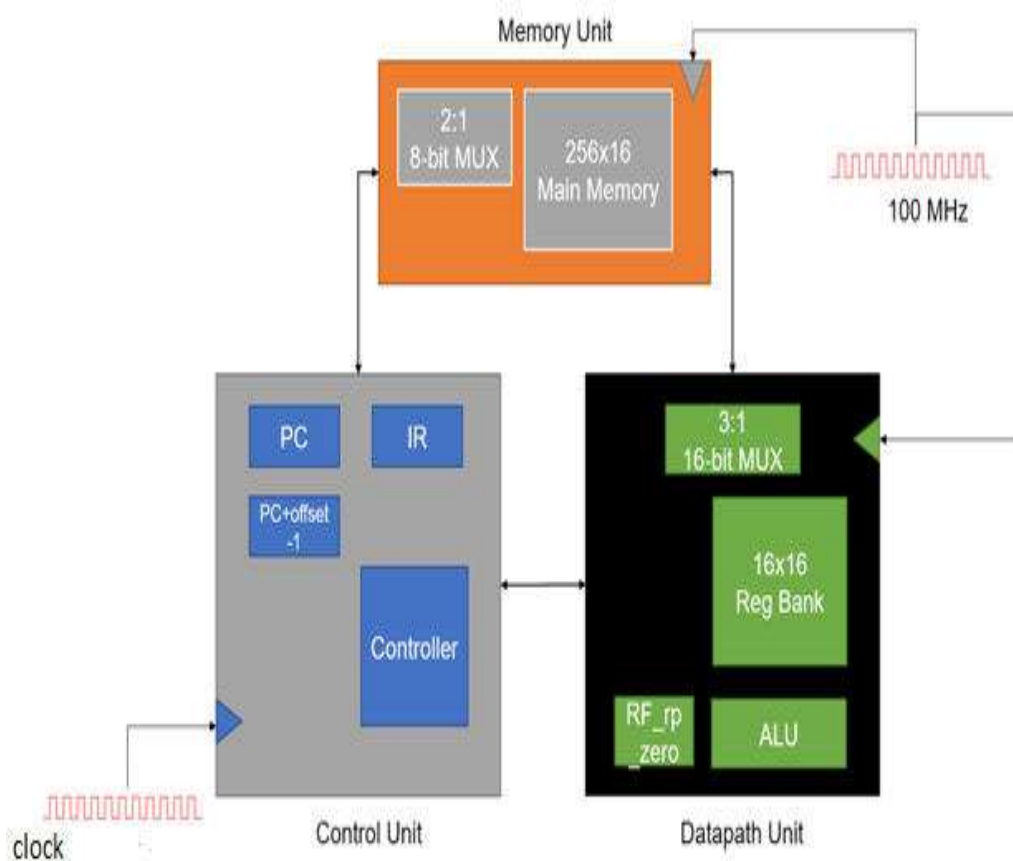 Memory Unit
2:1
8-bit MUX
256x16
Main Memory
100 MHz
PC
IR
PC+offset
-1
Controller
3:1
16-bit MUX
16x16
Reg Bank
RF_rp
_zero
ALU
Control Unit
Datapath Unit
clock